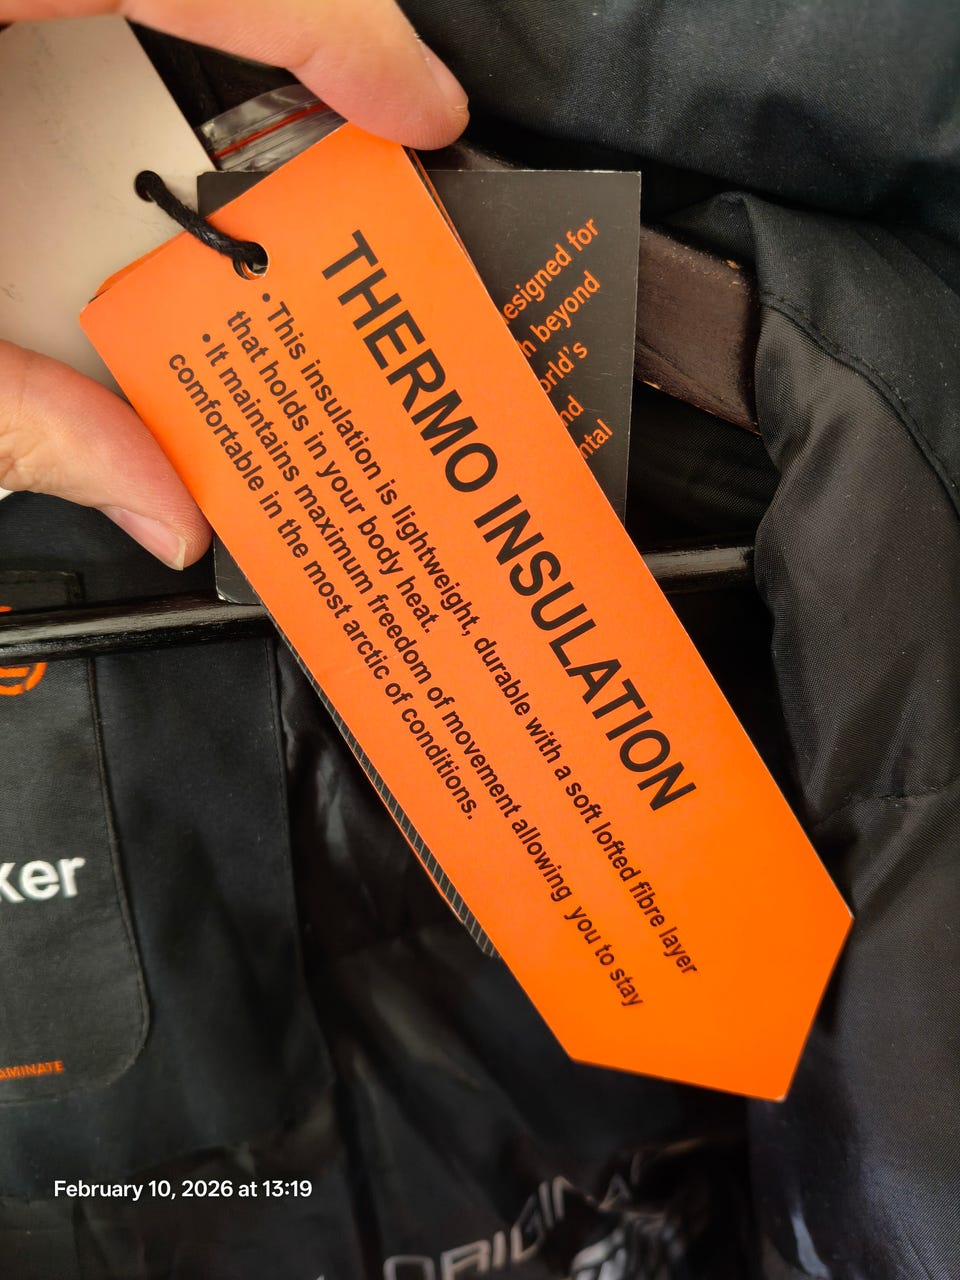 THERMO INSULATION
• This insulation is lightweight, durable with a soft lofted fibre layer
that holds in your body heat.
• It maintains maximum freedom of movement allowing you to stay
comfortable in the most arctic of conditions.
esigned for
beyond
orld's
ker
AMINATE
ORIGINA
February 10, 2026 at 13:19